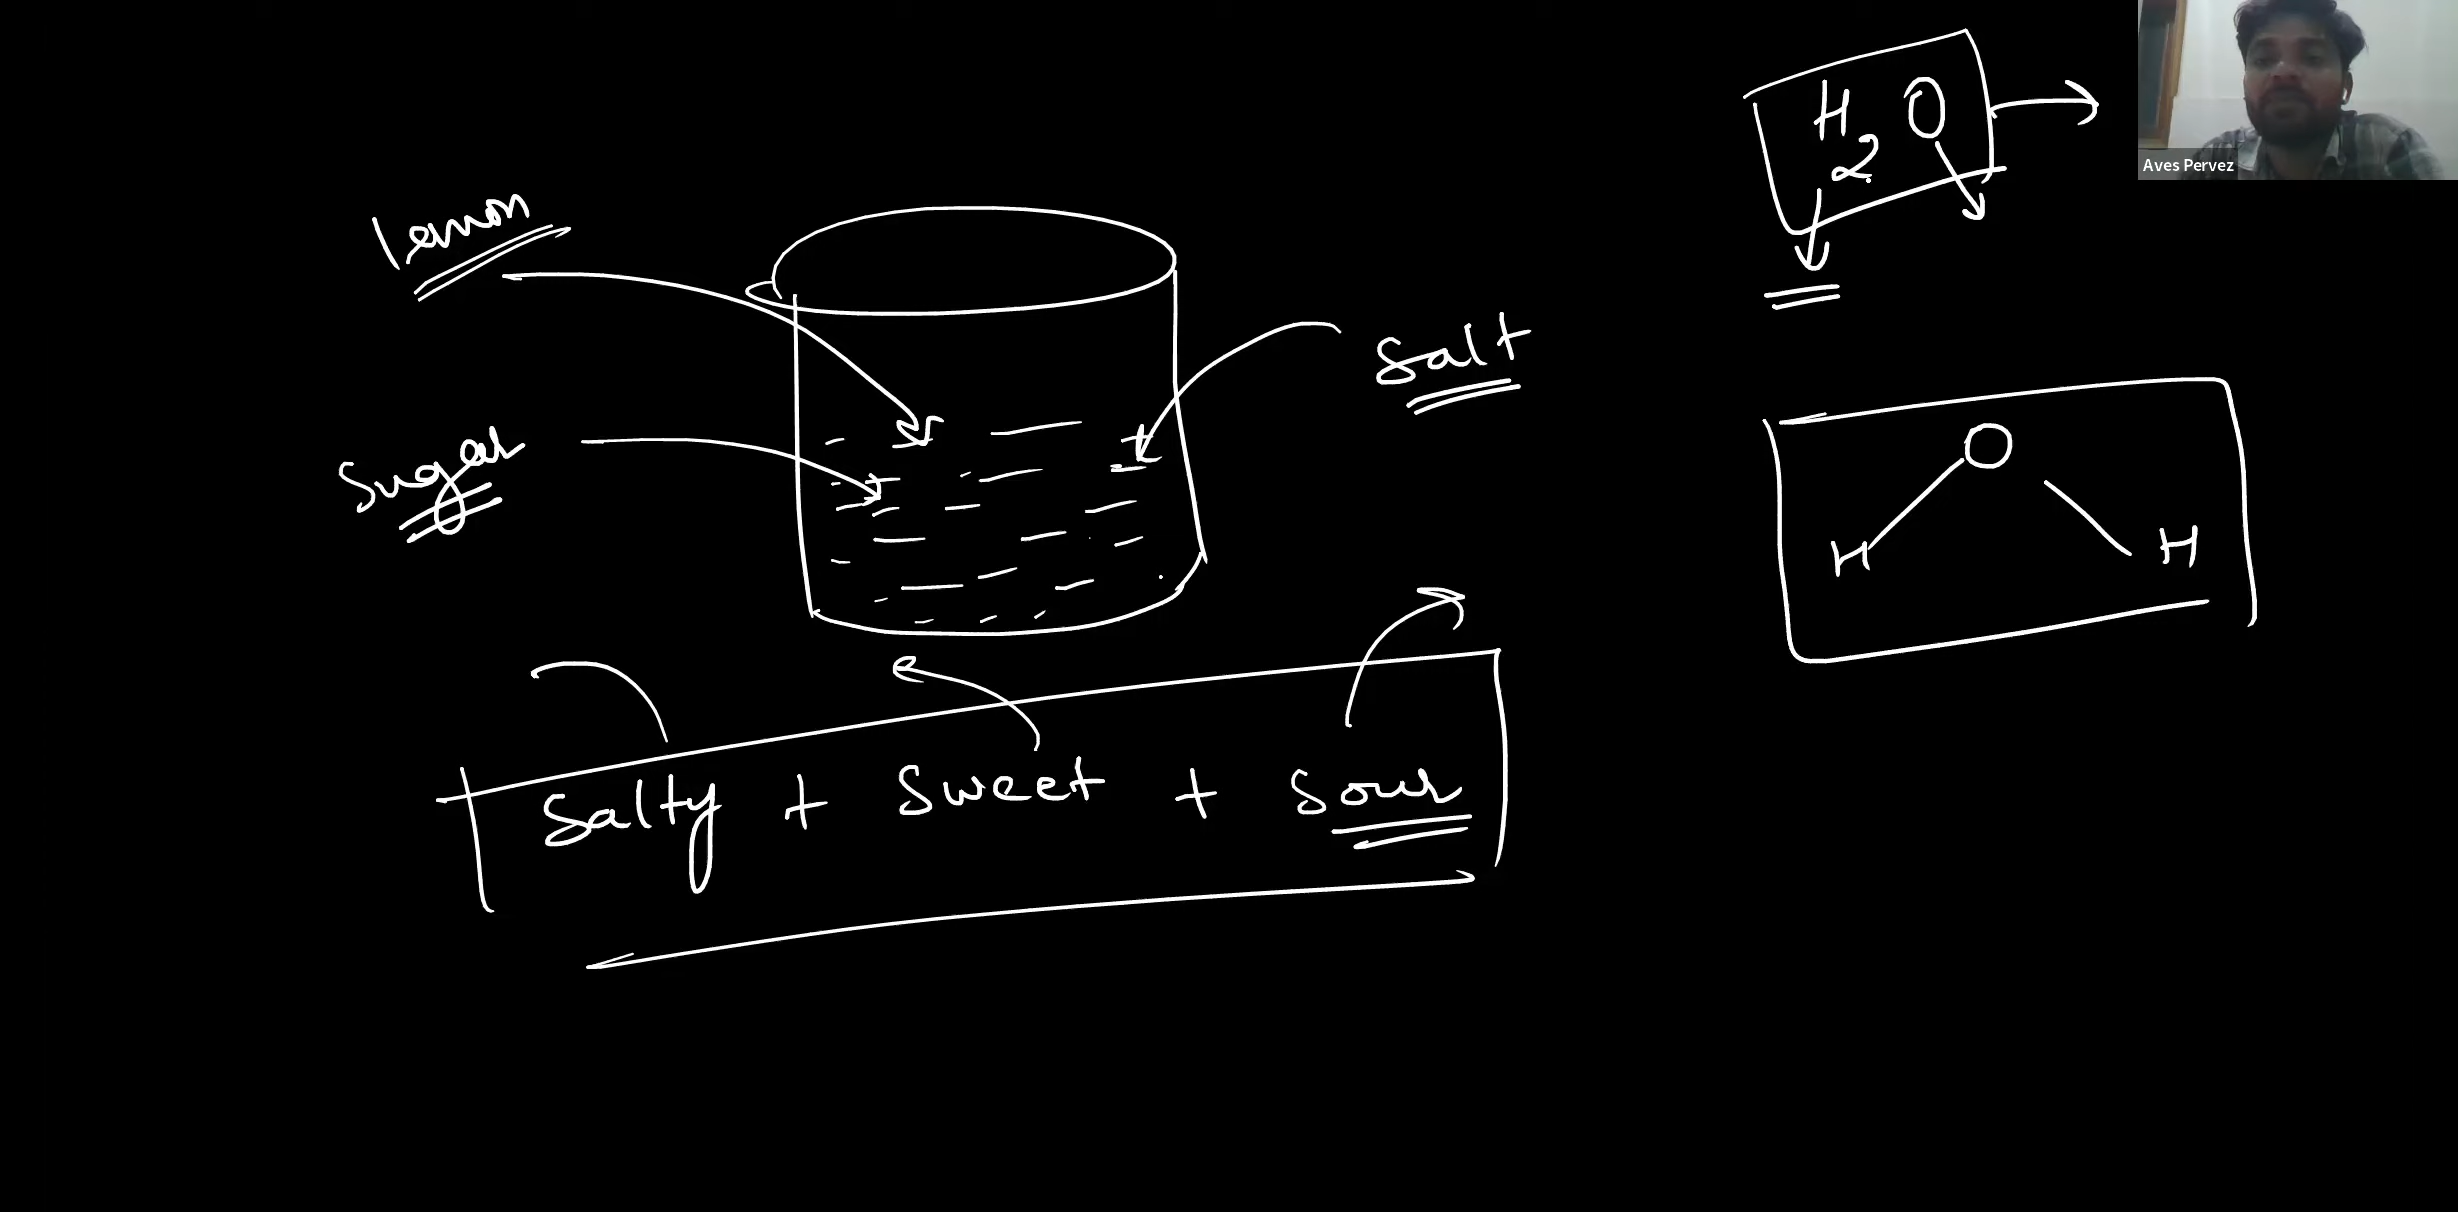 H2O
Aves Pervez
lemon
Salt
Sugar
O
H H
Salty + Sweet + Sour